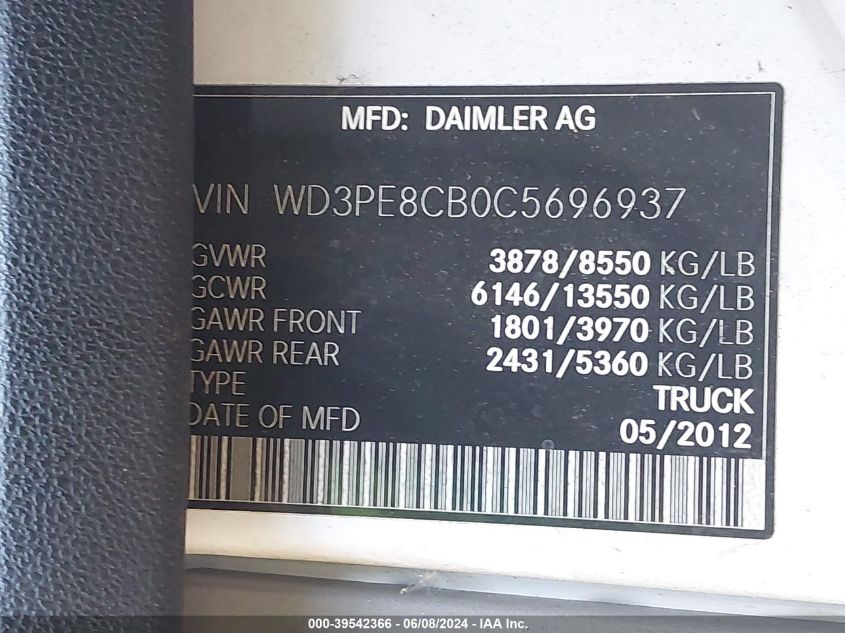 MFD: DAIMLER AG
VIN WD3PE8CB0C5696937
GVWR 3878/8550 KG/LB
GCWR 6146/13550 KG/LB
GAWR FRONT 1801/3970 KG/LB
GAWR REAR 2431/5360 KG/LB
TYPE TRUCK
DATE OF MFD 05/2012
000-39542366 - 06/08/2024 - IAA Inc.